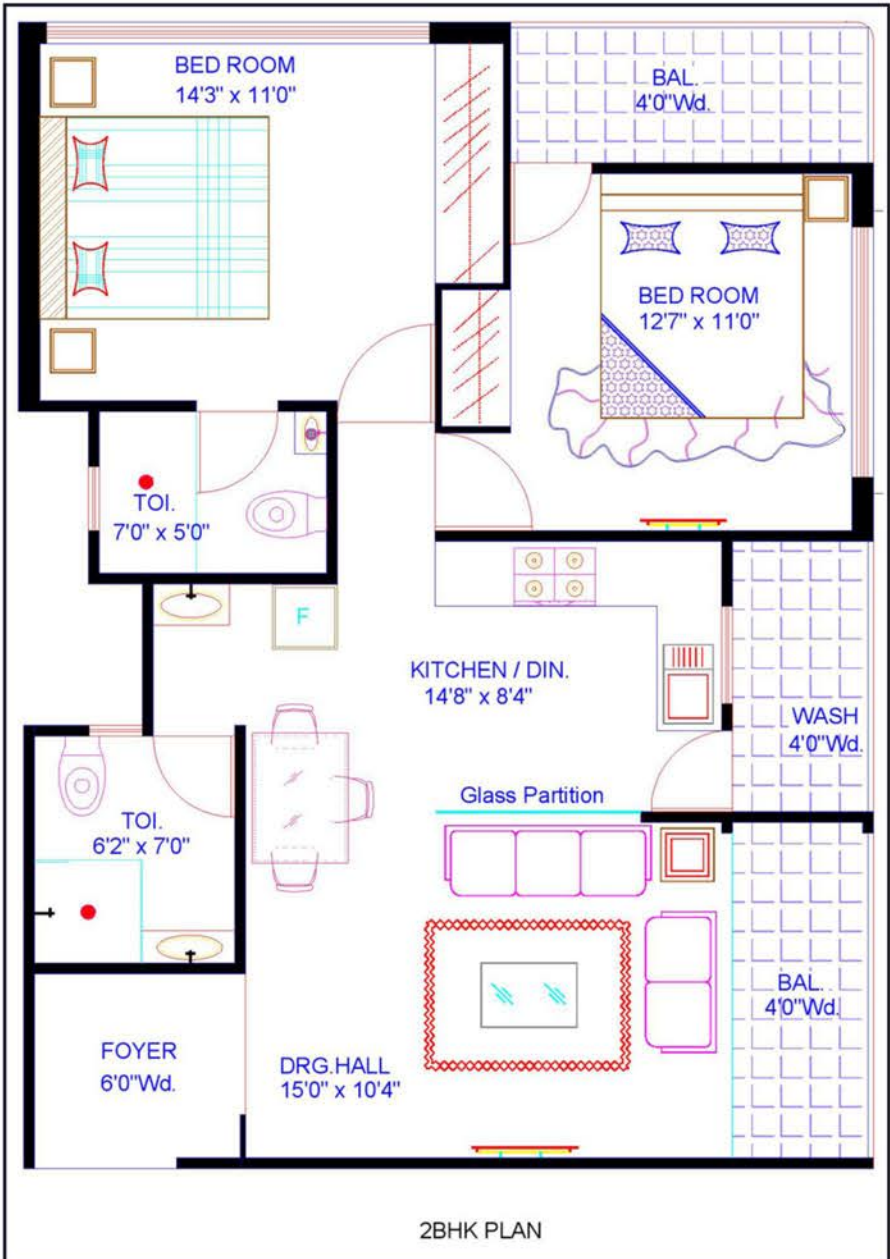 BED ROOM
14'3" x 11'0"
BAL.
4'0"Wd.
BED ROOM
12'7" x 11'0"
TOI.
7'0" x 5'0"
F
KITCHEN / DIN.
14'8" x 8'4"
WASH
4'0"Wd.
Glass Partition
TOI.
6'2" x 7'0"
BAL.
4'0"Wd.
FOYER
6'0"Wd.
DRG.HALL
15'0" x 10'4"
2BHK PLAN